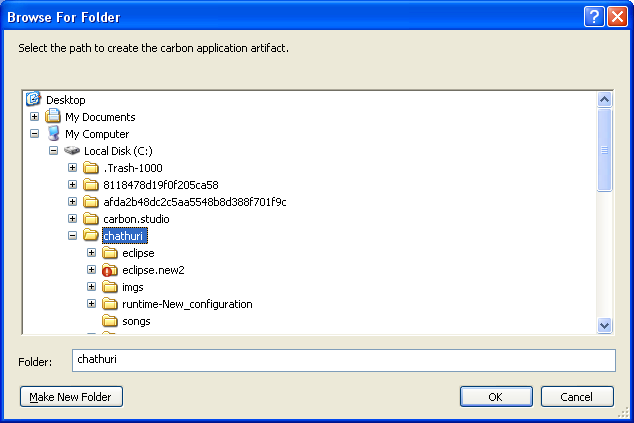 Browse For Folder
Select the path to create the carbon application artifact.
Desktop
My Documents
My Computer
Local Disk (C:)
.Trash-1000
8118478d19f0f205ca58
afda2b48dc2c5aa5548b8d388f701f9c
carbon.studio
chathuri
eclipse
eclipse.new2
imgs
runtime-New_configuration
songs
Folder: chathuri
Make New Folder OK Cancel